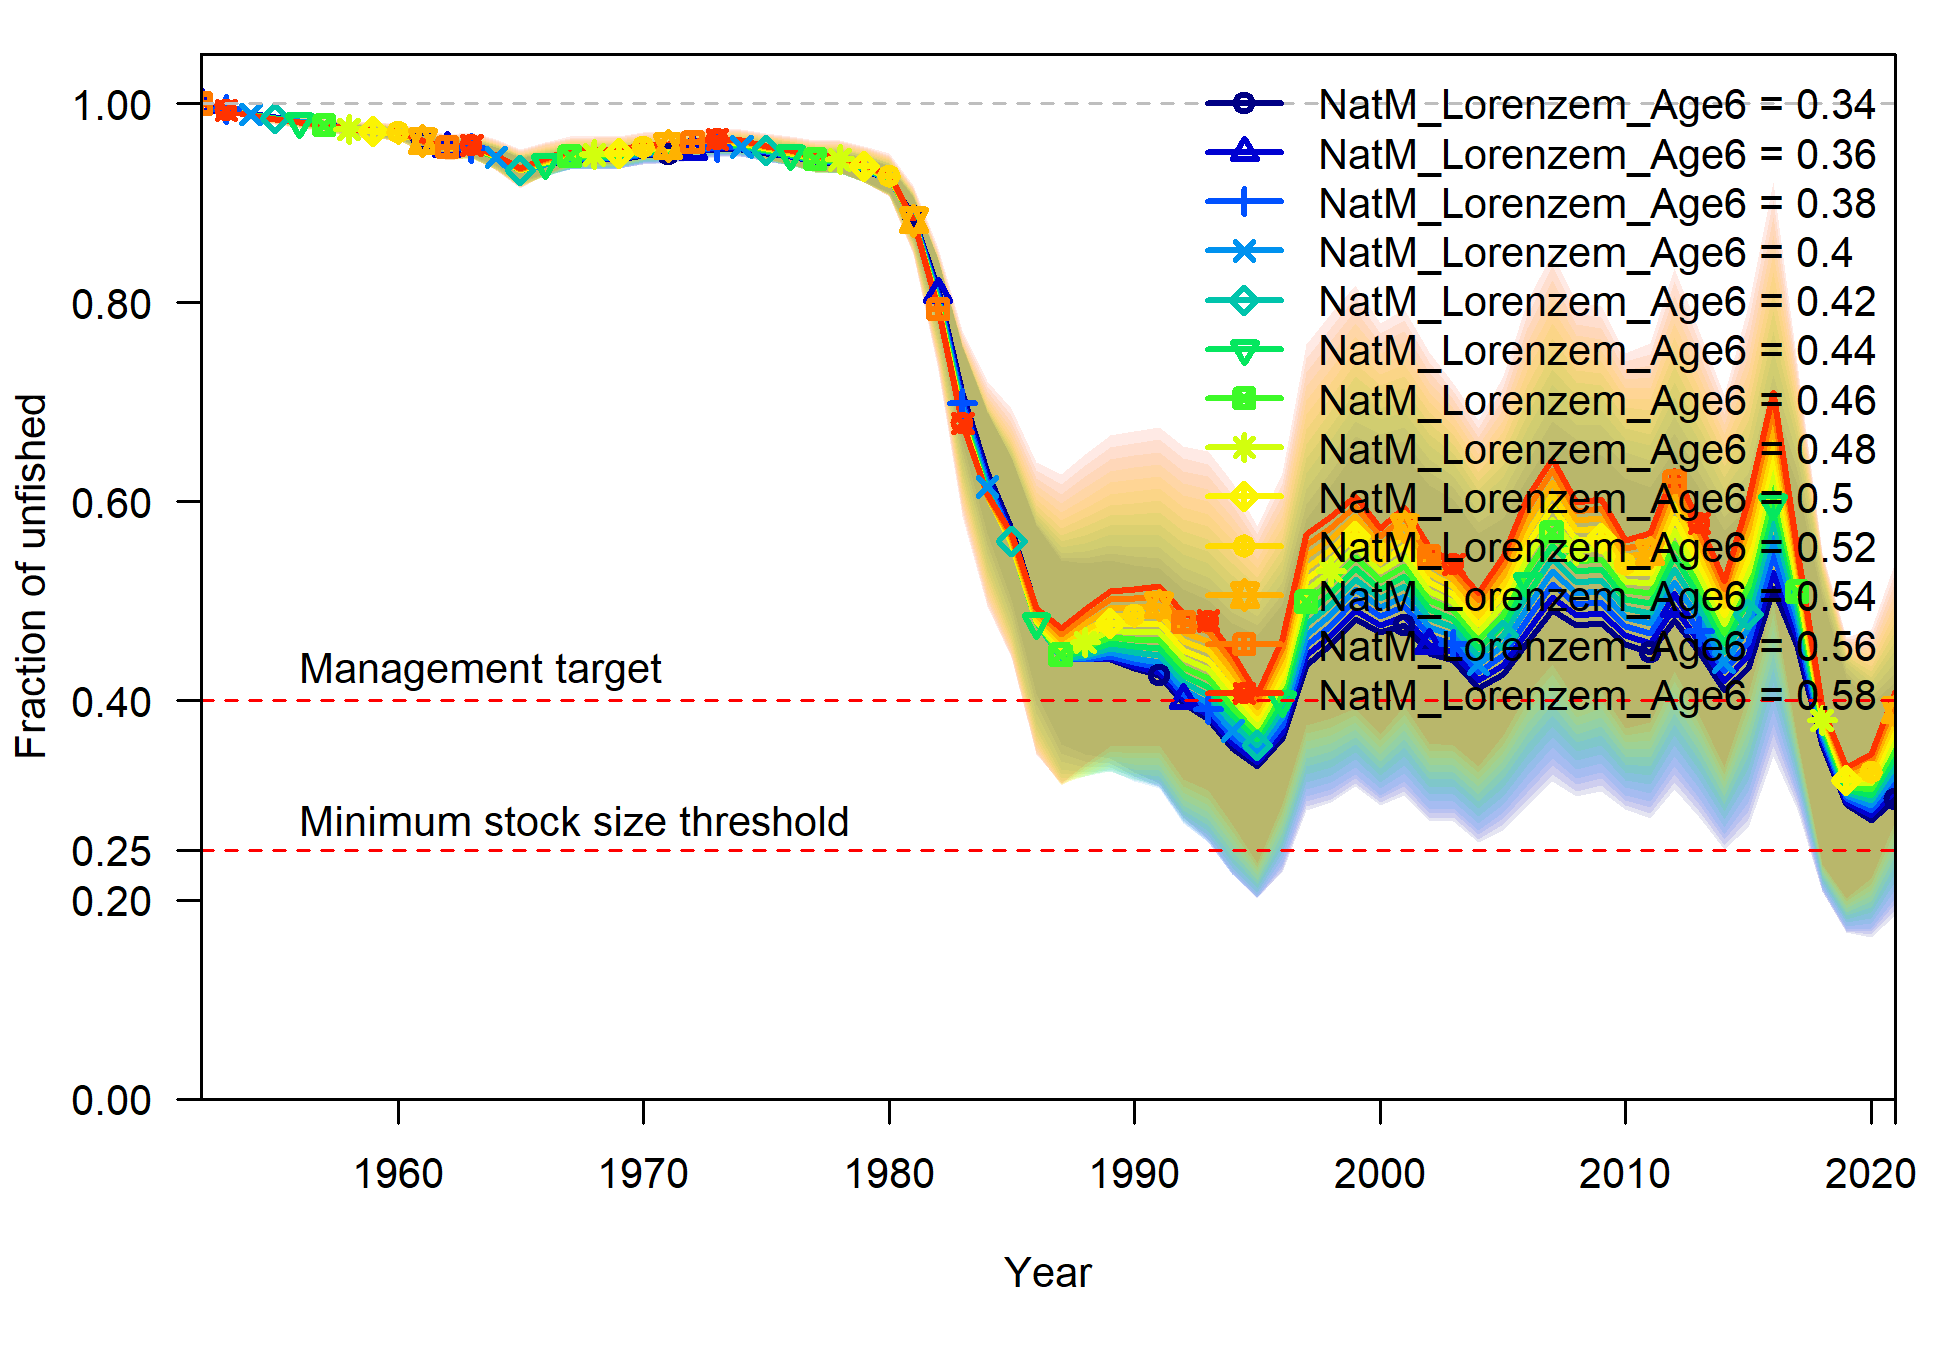 1.00
0.80
0.60
0.40
0.25
0.20
0.00
Fraction of unfished
NatM_Lorenzem_Age6 = 0.34
NatM_Lorenzem_Age6 = 0.36
NatM_Lorenzem_Age6 = 0.38
NatM_Lorenzem_Age6 = 0.4
NatM_Lorenzem_Age6 = 0.42
NatM_Lorenzem_Age6 = 0.44
NatM_Lorenzem_Age6 = 0.46
NatM_Lorenzem_Age6 = 0.48
NatM_Lorenzem_Age6 = 0.5
NatM_Lorenzem_Age6 = 0.52
NatM_Lorenzem_Age6 = 0.54
NatM_Lorenzem_Age6 = 0.56
NatM_Lorenzem_Age6 = 0.58
Management target
Minimum stock size threshold
1960 1970 1980 1990 2000 2010 2020
Year